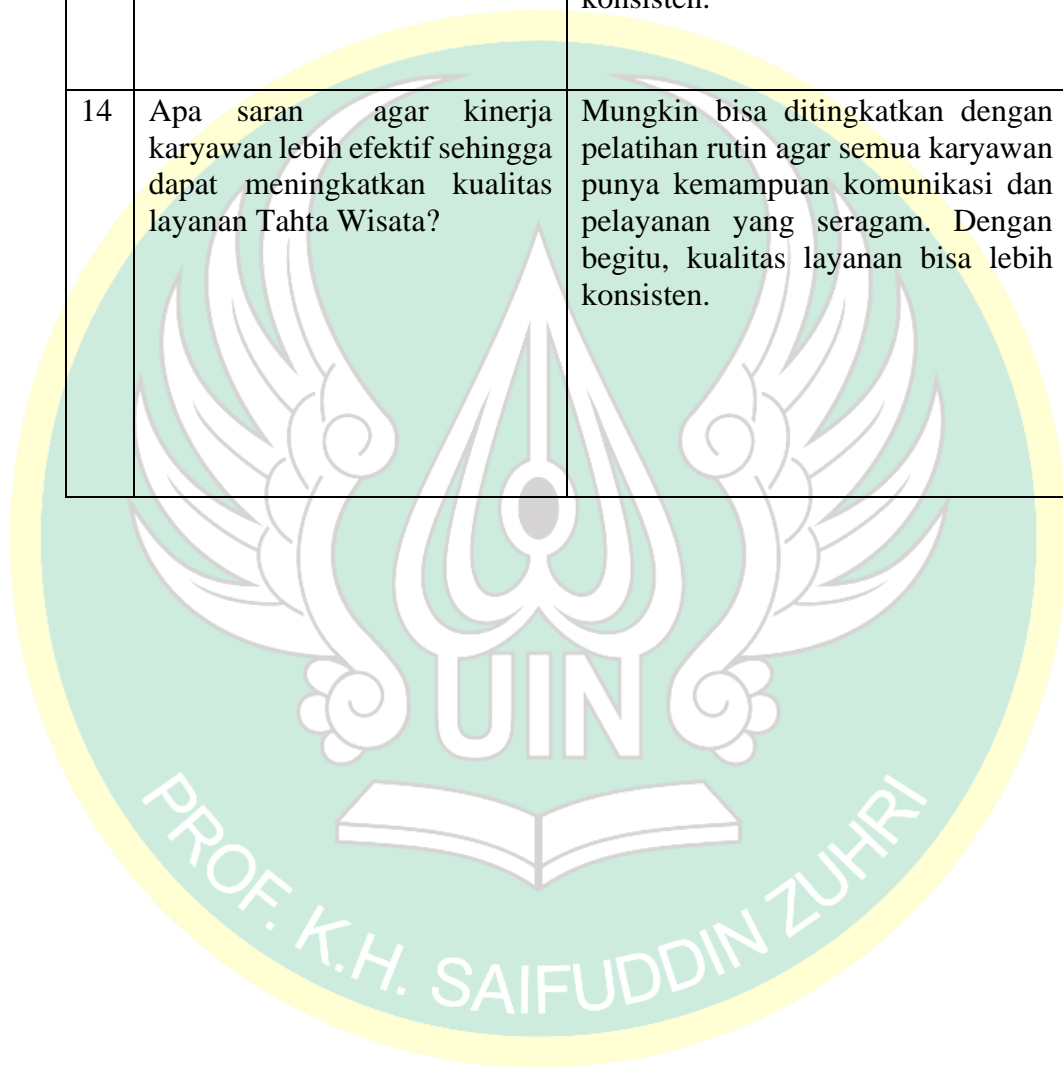 konsisten.
14
Apa saran agar kinerja
karyawan lebih efektif sehingga
dapat meningkatkan kualitas
layanan Tahta Wisata?
Mungkin bisa ditingkatkan dengan
pelatihan rutin agar semua karyawan
punya kemampuan komunikasi dan
pelayanan yang seragam. Dengan
begitu, kualitas layanan bisa lebih
konsisten.
UIN
PROF. K.H. SAIFUDDIN ZUHRI